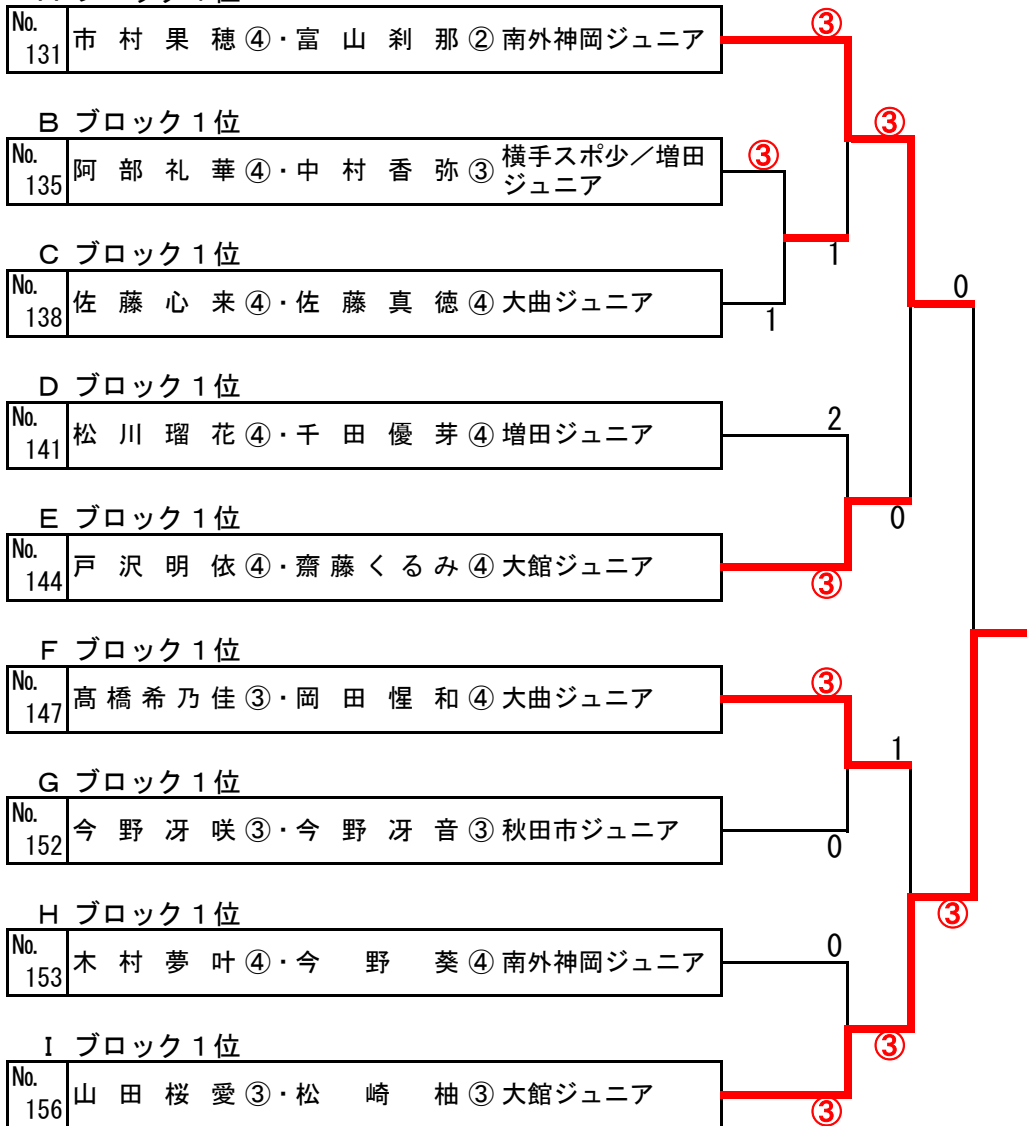 No.
131 市村果穂④・富山刹那② 南外神岡ジュニア
③
B ブロック１位
③
No.
135 阿部礼華④・中村香弥③ 横手スポ少／増田
ジュニア
③
C ブロック１位
1
No.
138 佐藤心来④・佐藤真徳④ 大曲ジュニア
0
1
D ブロック１位
No.
141 松川瑠花④・千田優芽④ 増田ジュニア
2
E ブロック１位
0
No.
144 戸沢明依④・齋藤くるみ④ 大館ジュニア
③
F ブロック１位
No.
147 髙橋希乃佳③・岡田惺和④ 大曲ジュニア
③
1
G ブロック１位
No.
152 今野冴咲③・今野冴音③ 秋田市ジュニア
0
H ブロック１位
③
No.
153 木村夢叶④・今野葵④ 南外神岡ジュニア
0
I ブロック１位
③
No.
156 山田桜愛③・松崎柚③ 大館ジュニア
③